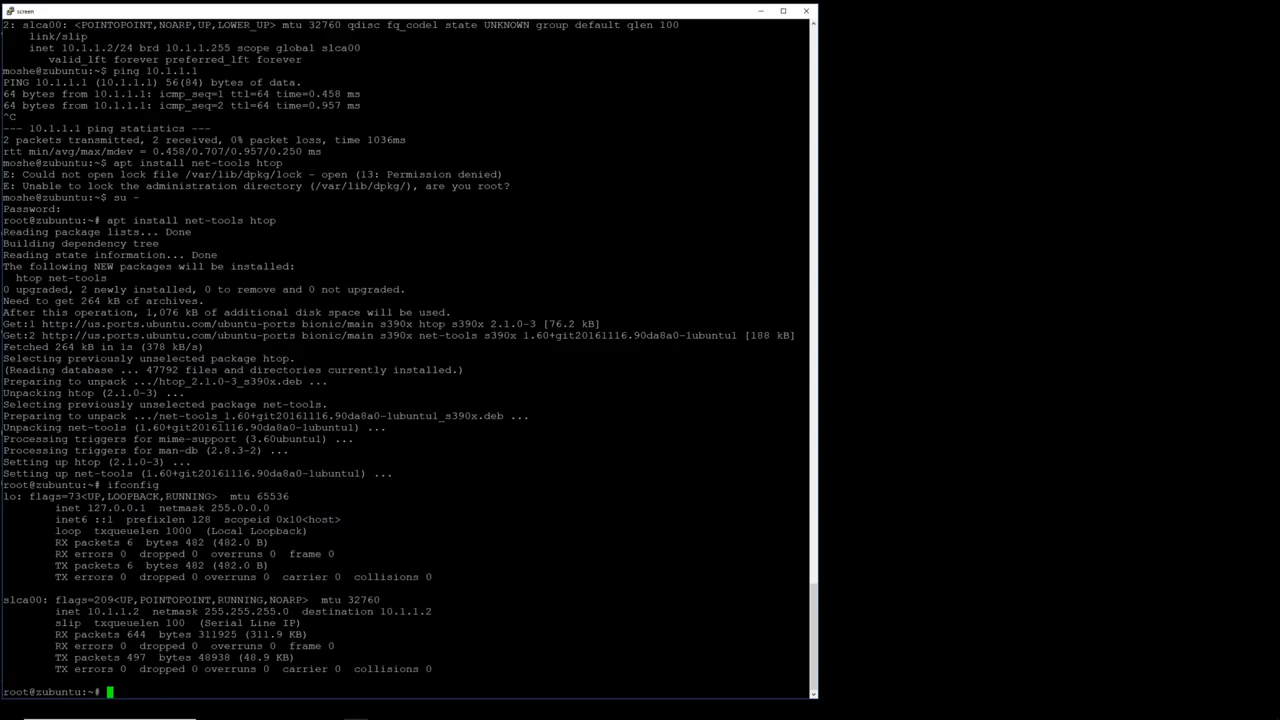 screen
2: slca00: <POINTOPOINT,NOARP,UP,LOWER_UP> mtu 32760 qdisc fq_codel state UNKNOWN group default qlen 100
link/slip
inet 10.1.1.2/24 brd 10.1.1.255 scope global slca00
valid_lft forever preferred_lft forever
moshe@zubuntu:~$ ping 10.1.1.1
PING 10.1.1.1 (10.1.1.1) 56(84) bytes of data.
64 bytes from 10.1.1.1: icmp_seq=1 ttl=64 time=0.458 ms
64 bytes from 10.1.1.1: icmp_seq=2 ttl=64 time=0.957 ms
^C
--- 10.1.1.1 ping statistics ---
2 packets transmitted, 2 received, 0% packet loss, time 1036ms
rtt min/avg/max/mdev = 0.458/0.707/0.957/0.250 ms
moshe@zubuntu:~$ apt install net-tools htop
E: Could not open lock file /var/lib/dpkg/lock - open (13: Permission denied)
E: Unable to lock the administration directory (/var/lib/dpkg/), are you root?
moshe@zubuntu:~$ su -
Password:
root@zubuntu:~# apt install net-tools htop
Reading package lists... Done
Building dependency tree
Reading state information... Done
The following NEW packages will be installed:
htop net-tools
0 upgraded, 2 newly installed, 0 to remove and 0 not upgraded.
Need to get 264 kB of archives.
After this operation, 1,076 kB of additional disk space will be used.
Get:1 http://us.ports.ubuntu.com/ubuntu-ports bionic/main s390x htop s390x 2.1.0-3 [76.2 kB]
Get:2 http://us.ports.ubuntu.com/ubuntu-ports bionic/main s390x net-tools s390x 1.60+git20161116.90da8a0-1ubuntu1 [188 kB]
Fetched 264 kB in 1s (378 kB/s)
Selecting previously unselected package htop.
(Reading database ... 47792 files and directories currently installed.)
Preparing to unpack .../htop_2.1.0-3_s390x.deb ...
Unpacking htop (2.1.0-3) ...
Selecting previously unselected package net-tools.
Preparing to unpack .../net-tools_1.60+git20161116.90da8a0-1ubuntu1_s390x.deb ...
Unpacking net-tools (1.60+git20161116.90da8a0-1ubuntu1) ...
Processing triggers for mime-support (3.60ubuntu1) ...
Processing triggers for man-db (2.8.3-2) ...
Setting up htop (2.1.0-3) ...
Setting up net-tools (1.60+git20161116.90da8a0-1ubuntu1) ...
root@zubuntu:~# ifconfig
lo: flags=73<UP,LOOPBACK,RUNNING>  mtu 65536
inet 127.0.0.1  netmask 255.0.0.0
inet6 ::1  prefixlen 128  scopeid 0x10<host>
loop  txqueuelen 1000  (Local Loopback)
RX packets 6  bytes 482 (482.0 B)
RX errors 0  dropped 0  overruns 0  frame 0
TX packets 6  bytes 482 (482.0 B)
TX errors 0  dropped 0 overruns 0  carrier 0  collisions 0
slca00: flags=209<UP,POINTOPOINT,RUNNING,NOARP>  mtu 32760
inet 10.1.1.2  netmask 255.255.255.0  destination 10.1.1.2
slip  txqueuelen 100  (Serial Line IP)
RX packets 644  bytes 311925 (311.9 KB)
RX errors 0  dropped 0  overruns 0  frame 0
TX packets 497  bytes 48938 (48.9 KB)
TX errors 0  dropped 0 overruns 0  carrier 0  collisions 0
root@zubuntu:~#